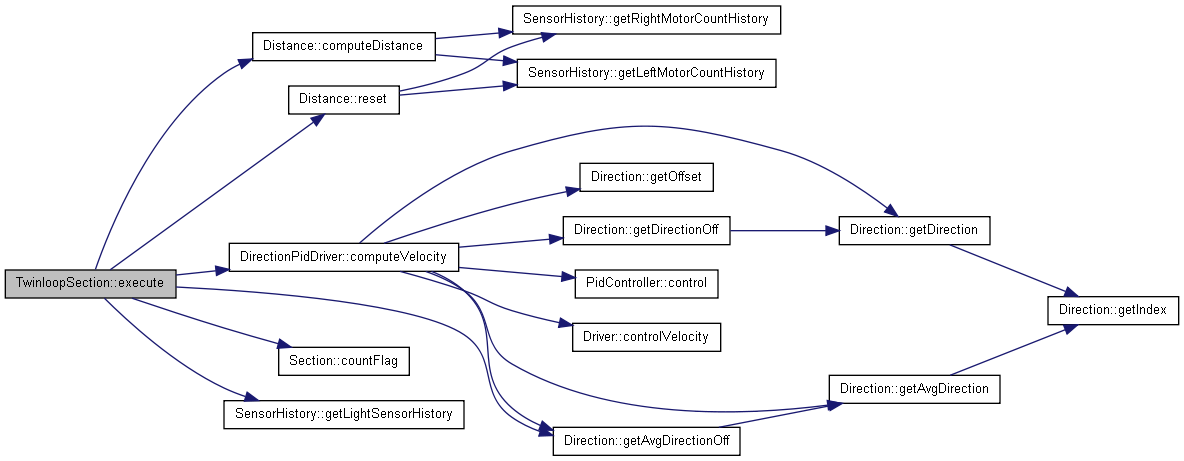 SensorHistory::getRightMotorCountHistory
Distance::computeDistance
SensorHistory::getLeftMotorCountHistory
Distance::reset
Direction::getOffset
Direction::getDirectionOff
Direction::getDirection
DirectionPidDriver::computeVelocity
TwinloopSection::execute
PidController::control
Direction::getIndex
Driver::controlVelocity
Section::countFlag
Direction::getAvgDirection
SensorHistory::getLightSensorHistory
Direction::getAvgDirectionOff